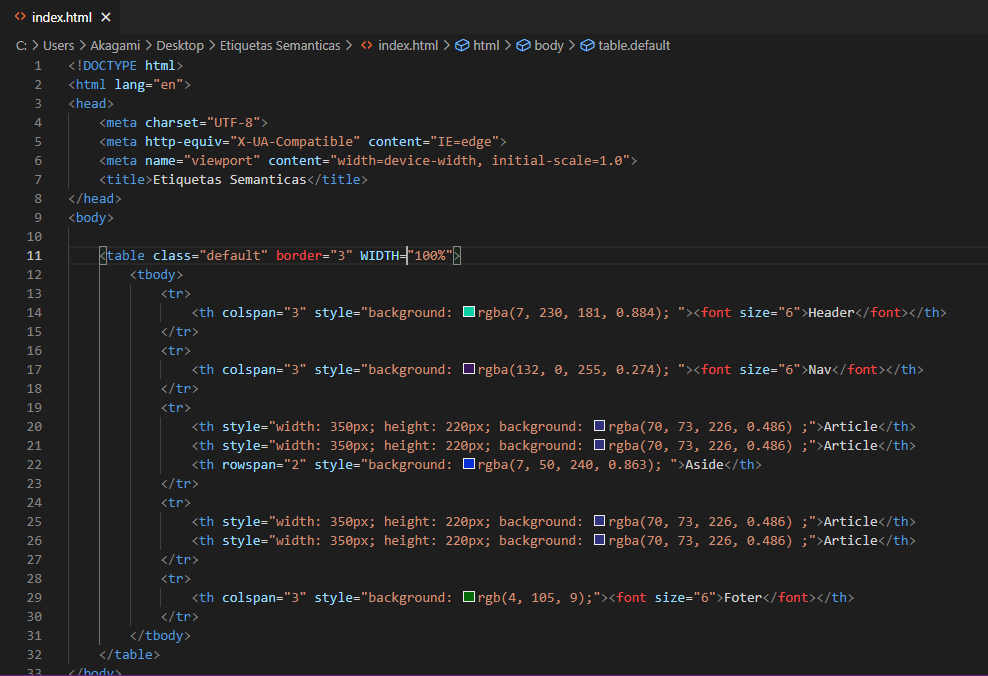 index.html
C: > Users > Akagami > Desktop > Etiquetas Semanticas > index.html > html > body > table.default
1 <!DOCTYPE html>
2 <html lang="en">
3 <head>
4 <meta charset="UTF-8">
5 <meta http-equiv="X-UA-Compatible" content="IE=edge">
6 <meta name="viewport" content="width=device-width, initial-scale=1.0">
7 <title>Etiquetas Semanticas</title>
8 </head>
9 <body>
10
11 <table class="default" border="3" WIDTH="100%">
12 <tbody>
13 <tr>
14 <th colspan="3" style="background: rgba(7, 230, 181, 0.884); "><font size="6">Header</font></th>
15 </tr>
16 <tr>
17 <th colspan="3" style="background: rgba(132, 0, 255, 0.274); "><font size="6">Nav</font></th>
18 </tr>
19 <tr>
20 <th style="width: 350px; height: 220px; background: rgba(70, 73, 226, 0.486) ;">Article</th>
21 <th style="width: 350px; height: 220px; background: rgba(70, 73, 226, 0.486) ;">Article</th>
22 <th rowspan="2" style="background: rgba(7, 50, 240, 0.863); ">Aside</th>
23 </tr>
24 <tr>
25 <th style="width: 350px; height: 220px; background: rgba(70, 73, 226, 0.486) ;">Article</th>
26 <th style="width: 350px; height: 220px; background: rgba(70, 73, 226, 0.486) ;">Article</th>
27 </tr>
28 <tr>
29 <th colspan="3" style="background: rgb(4, 105, 9);"><font size="6">Foter</font></th>
30 </tr>
31 </tbody>
32 </table>
33 </body>